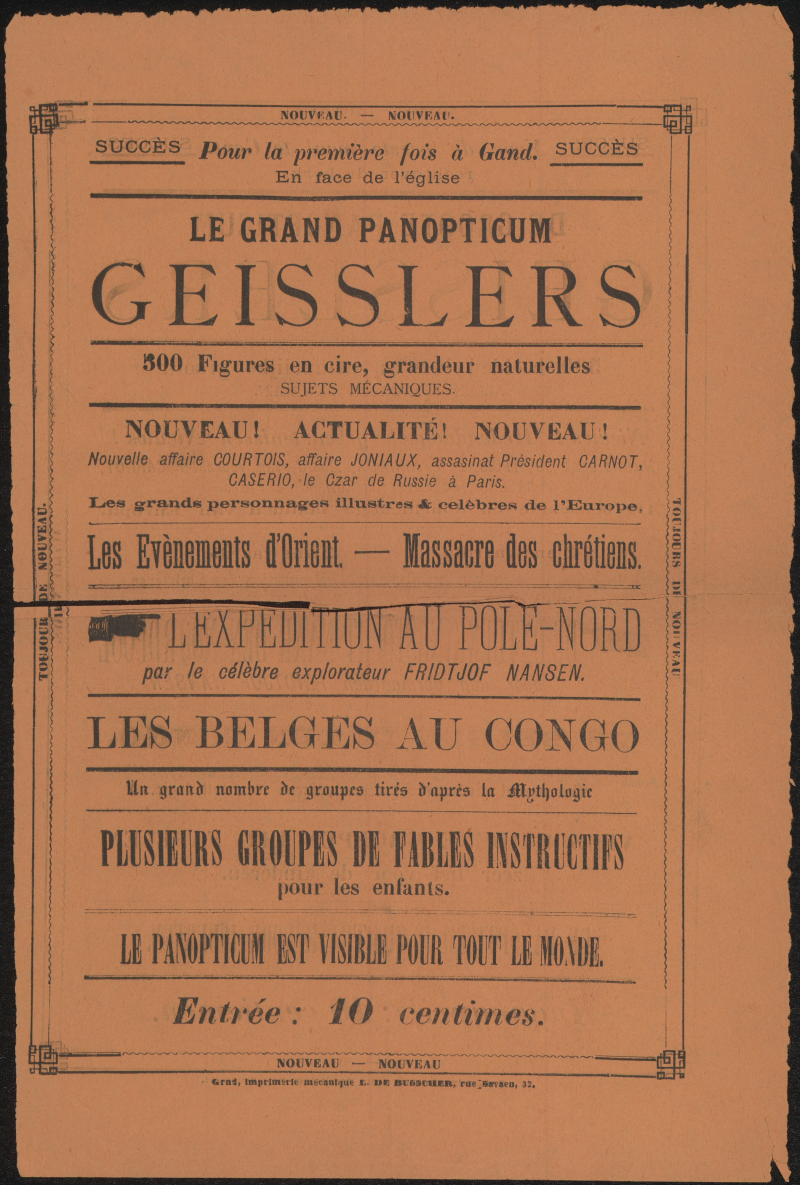 NOUVEAU. — NOUVEAU.
SUCCÈS Pour la première fois à Gand. SUCCÈS
En face de l'église
LE GRAND PANOPTICUM
GEISSLERS
300 Figures en cire, grandeur naturelles
SUJETS MÉCANIQUES.
NOUVEAU! ACTUALITÉ! NOUVEAU!
Nouvelle affaire COURTOIS, affaire JONIAUX, assasinat Président CARNOT,
CASERIO, le Czar de Russie à Paris.
Les grands personnages illustres & celèbres de l'Europe,
Les Evènements d'Orient. — Massacre des chrétiens.
L'EXPEDITION AU POLE-NORD
par le célèbre explorateur FRIDTJOF NANSEN.
LES BELGES AU CONGO
Un grand nombre de groupes tirés d'après la Mythologie
PLUSIEURS GROUPES DE FABLES INSTRUCTIFS
pour les enfants.
LE PANOPTICUM EST VISIBLE POUR TOUT LE MONDE.
Entrée : 10 centimes.
NOUVEAU — NOUVEAU
Gand, imprimerie mécanique L. DE BUSSCHER, rue Savaen, 32.
TOUJOUR DE NOUVEAU.
TOUJOURS DE NOUVEAU